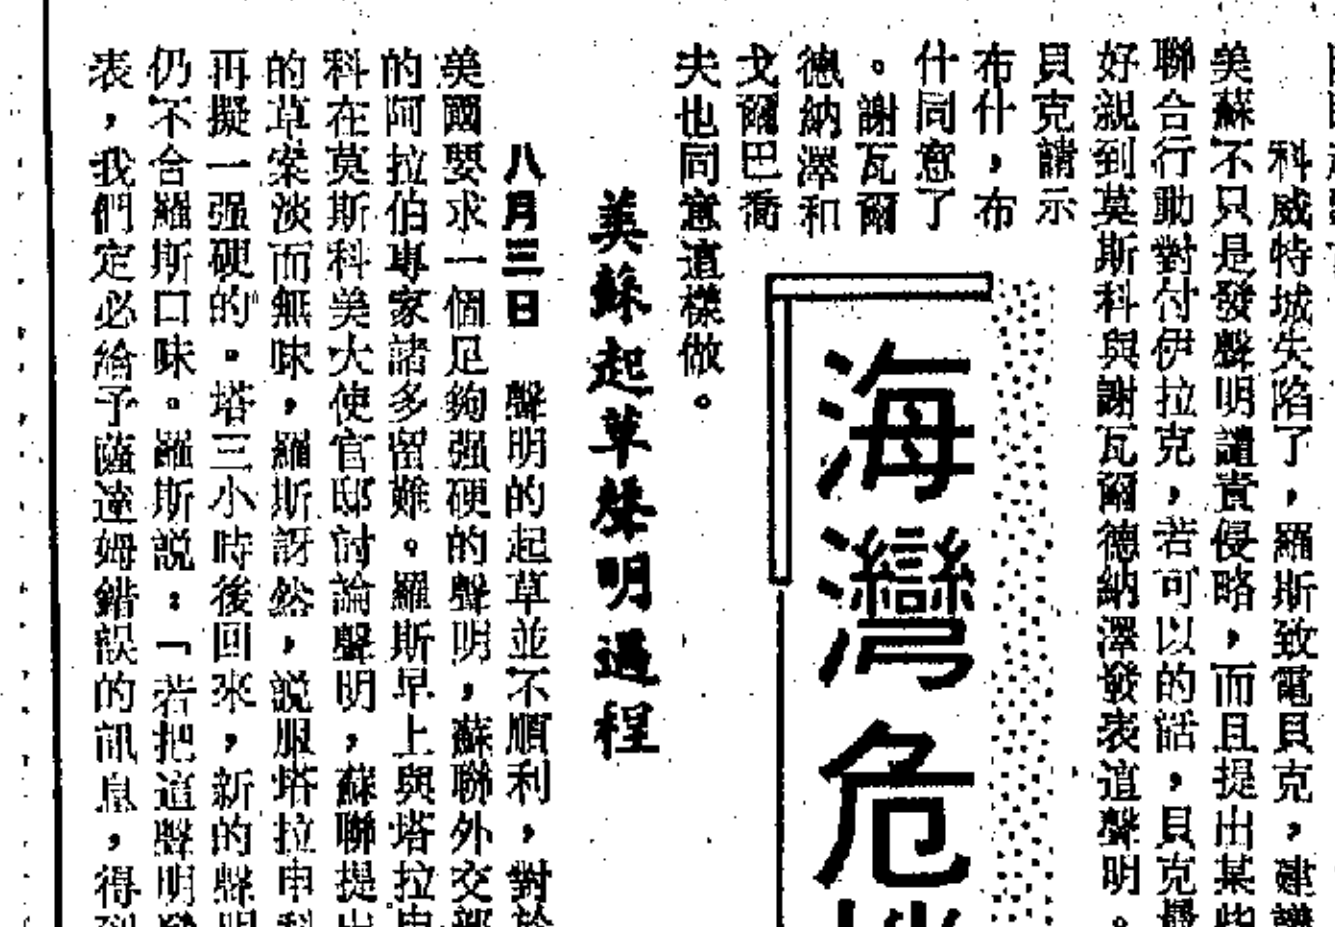 科威特城失陷了，羅斯致電貝克，建議
美蘇不只是發聲明譴責侵略，而且提出某些
聯合行動對付伊拉克，若可以的話，貝克最
好親到莫斯科與謝瓦爾德納澤發表這聲明。
貝克請示
布什，布
什同意了
。謝瓦爾
德納澤和
戈爾巴喬
夫也同意這樣做。
海灣危
美蘇起草聲明過程
八月三日　聲明的起草並不順利，對於
美國要求一個足夠强硬的聲明，蘇聯外交部
的阿拉伯專家諸多留難。羅斯早上與塔拉申
科在莫斯科美大使官邸討論聲明，蘇聯提出
的草案淡而無味，羅斯訝然，説服塔拉申科
再擬一强硬的。塔三小時後回來，新的聲明
仍不合羅斯口味。羅斯説：「若把這聲明發
表，我們定必給予薩達姆錯誤的訊息，得到